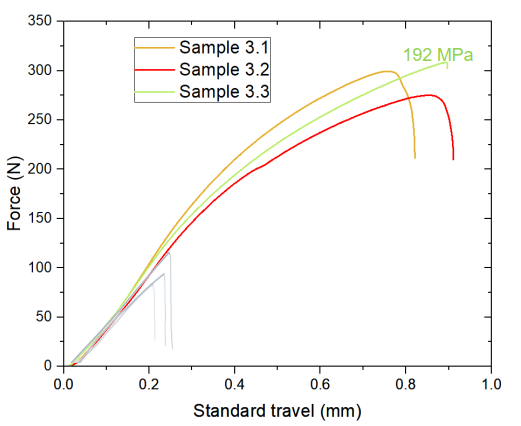 350
300
250
200
150
100
50
0
Force (N)
Sample 3.1
Sample 3.2
Sample 3.3
192 MPa
0.0 0.2 0.4 0.6 0.8 1.0
Standard travel (mm)